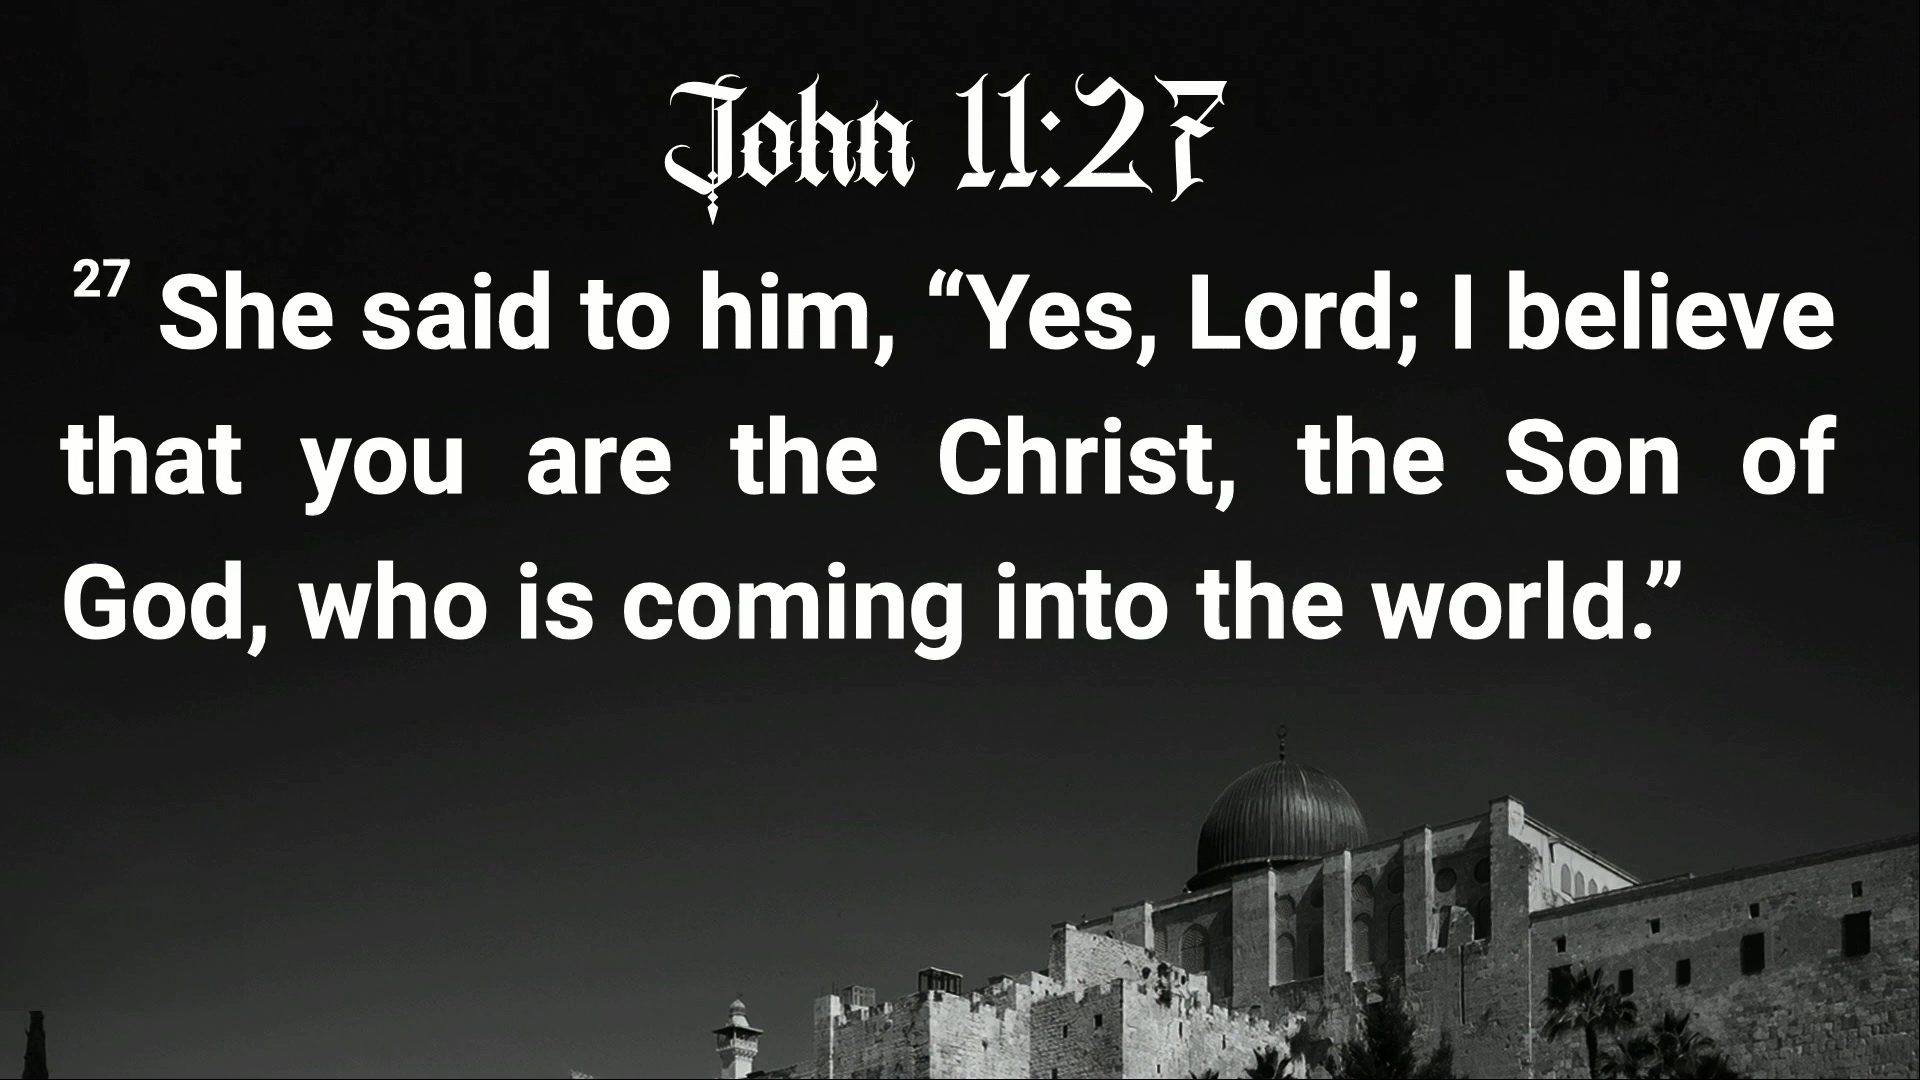 John 11:27
27 She said to him, “Yes, Lord; I believe
that you are the Christ, the Son of
God, who is coming into the world.”